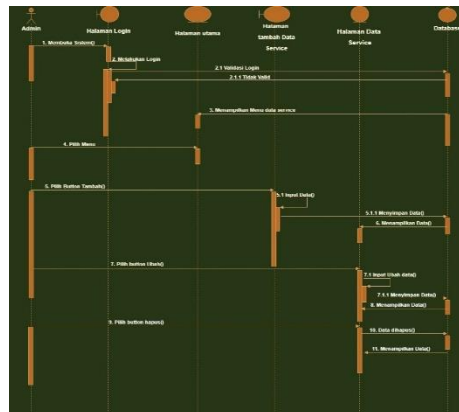 Admin
Halaman Login
Halaman utama
Halaman
tambah Data
Service
Halaman Data
Service
Database
1. Membuka Sistem()
2. Melakukan Login
2.1 Validasi Login
2.1.1 Tidak Valid
3. Menampilkan Menu data service
4. Pilih Menu
5. Pilih Button Tambah()
5.1 Input Data()
5.1.1 Menyimpan Data()
6. Menampilkan Data()
7. Pilih button Ubah()
7.1 Input Ubah data()
7.1.1 Menyimpan Data()
8. Menampilkan Data()
9. Pilih button hapus()
10. Data dihapus()
11. Menampilkan Data()